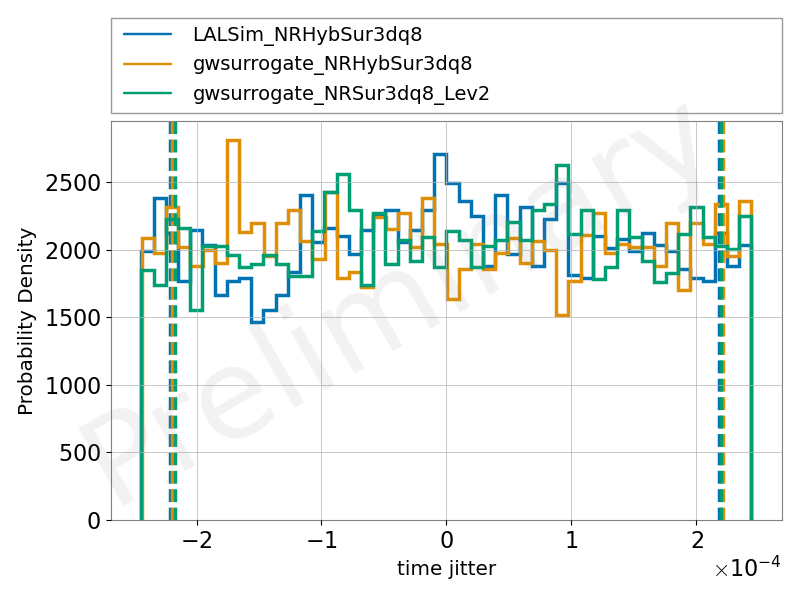 LALSim_NRHybSur3dq8
gwsurrogate_NRHybSur3dq8
gwsurrogate_NRSur3dq8_Lev2
Preliminary
Probability Density
2500
2000
1500
1000
500
0
−2 −1 0 1 2
time jitter
×10⁻⁴